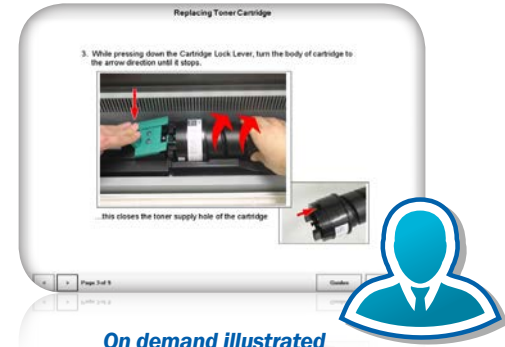 Replacing Toner Cartridge
3. While pressing down the Cartridge Lock Lever, turn the body of cartridge to
the arrow direction until it stops.
...this closes the toner supply hole of the cartridge
< > Page 3 of 9
Guides
On demand illustrated